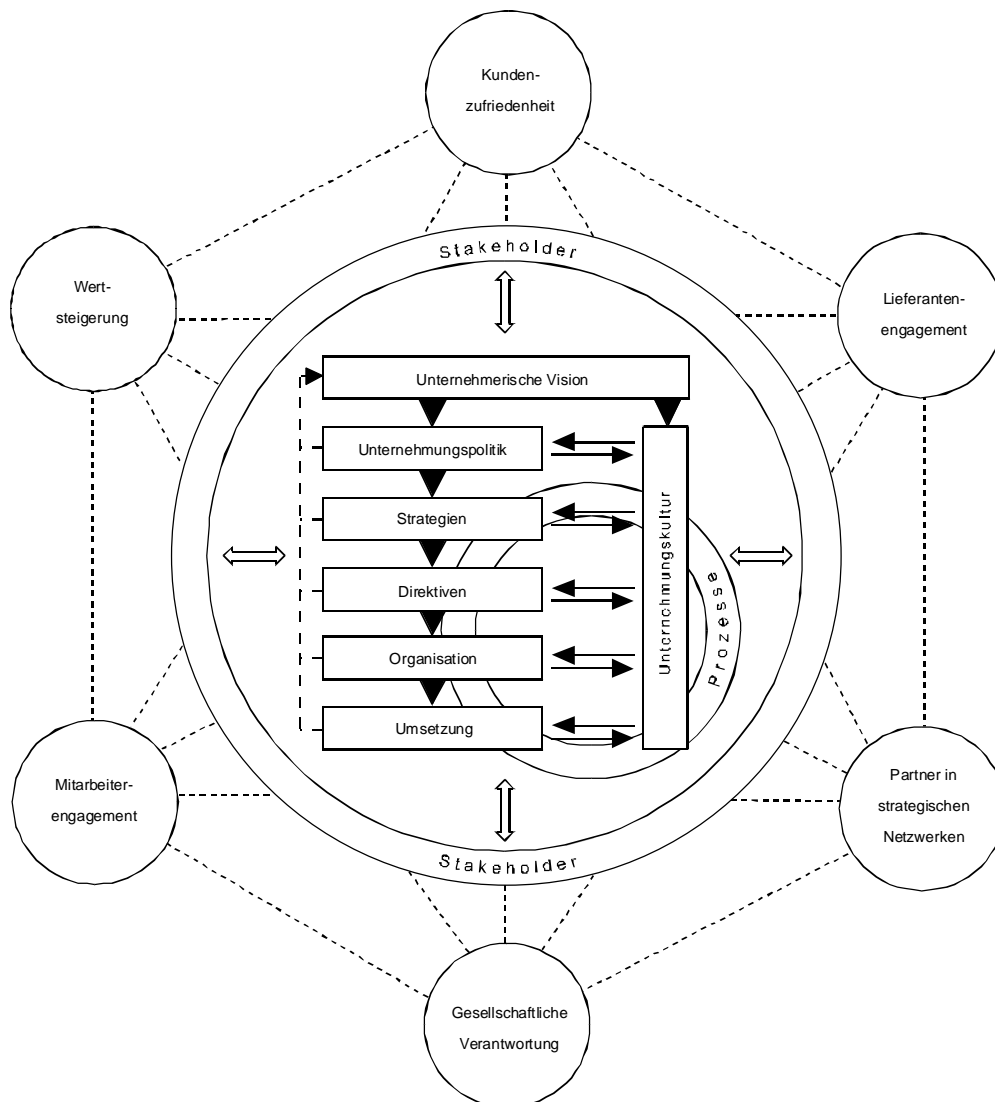 Kunden-
zufriedenheit
Stakeholder
Wert-
steigerung
Lieferanten-
engagement
Unternehmerische Vision
Unternehmungspolitik
Strategien
Direktiven
Organisation
Umsetzung
Unternehmungskultur
Prozesse
Mitarbeiter-
engagement
Partner in
strategischen
Netzwerken
Stakeholder
Gesellschaftliche
Verantwortung